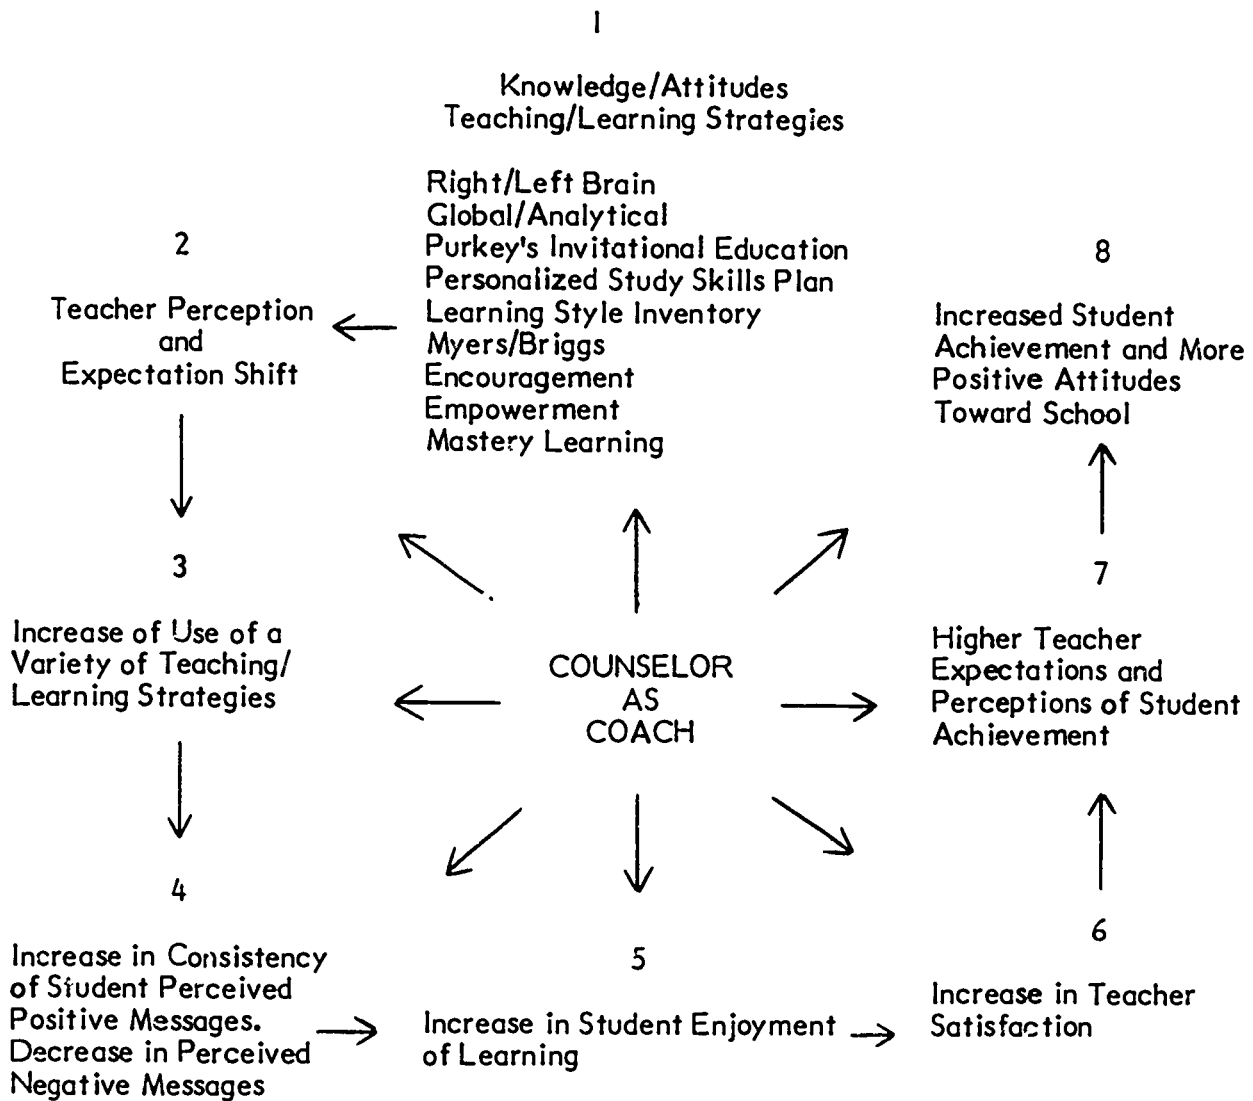 1
Knowledge/Attitudes
Teaching/Learning Strategies
Right/Left Brain
Global/Analytical
Purkey's Invitational Education
Personalized Study Skills Plan
Learning Style Inventory
Myers/Briggs
Encouragement
Empowerment
Mastery Learning
2
Teacher Perception
and
Expectation Shift
3
Increase of Use of a
Variety of Teaching/
Learning Strategies
4
Increase in Consistency
of Student Perceived
Positive Messages.
Decrease in Perceived
Negative Messages
5
Increase in Student Enjoyment
of Learning
6
Increase in Teacher
Satisfaction
7
Higher Teacher
Expectations and
Perceptions of Student
Achievement
8
Increased Student
Achievement and More
Positive Attitudes
Toward School
COUNSELOR
AS
COACH